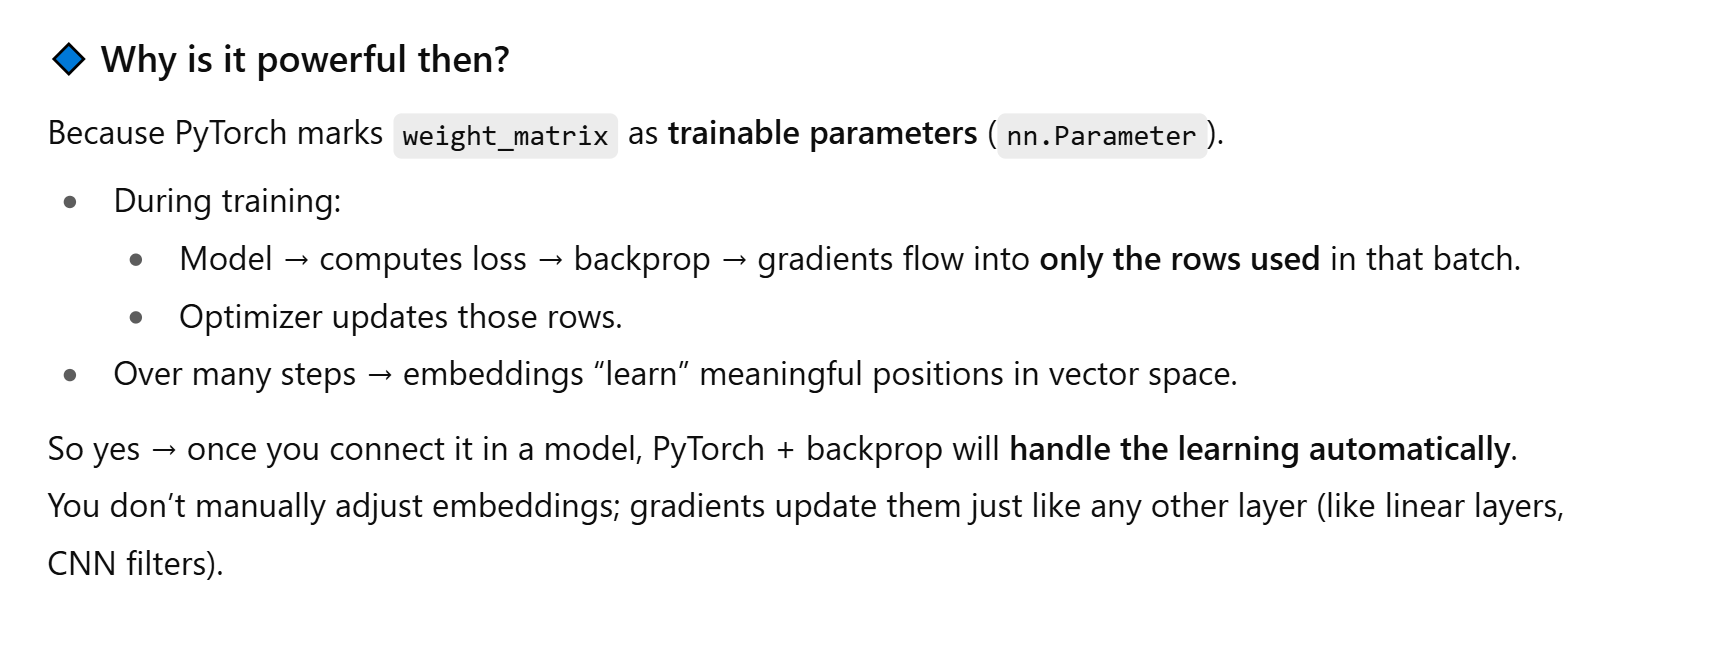 🔷 Why is it powerful then?
Because PyTorch marks weight_matrix as trainable parameters (nn.Parameter).
• During training:
• Model → computes loss → backprop → gradients flow into only the rows used in that batch.
• Optimizer updates those rows.
• Over many steps → embeddings “learn” meaningful positions in vector space.
So yes → once you connect it in a model, PyTorch + backprop will handle the learning automatically.
You don’t manually adjust embeddings; gradients update them just like any other layer (like linear layers,
CNN filters).